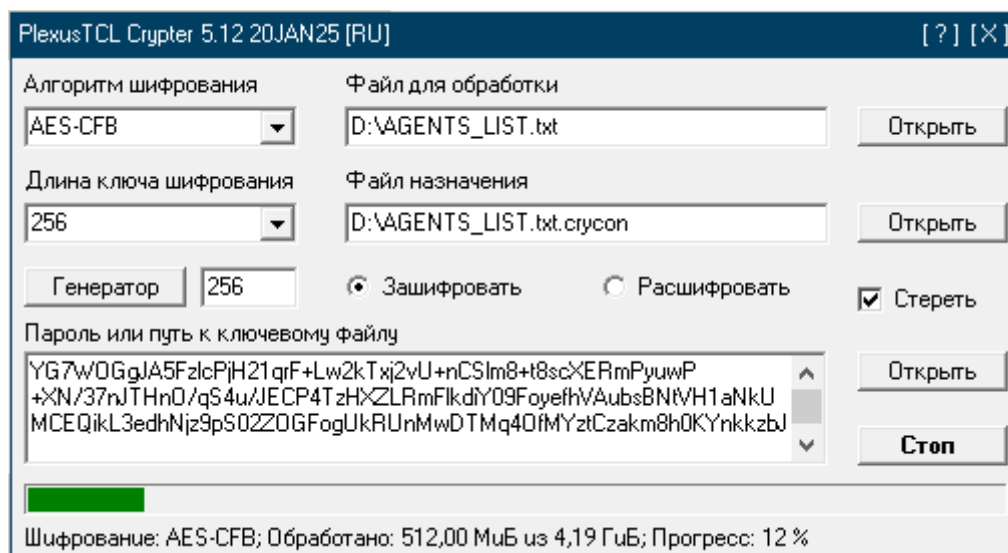 PlexusTCL Crypter 5.12 20JAN25 [RU] [ ? ] [ X ]
Алгоритм шифрования Файл для обработки
AES-CFB D:\AGENTS_LIST.txt Открыть
Длина ключа шифрования Файл назначения
256 D:\AGENTS_LIST.txt.crycon Открыть
Генератор 256 Зашифровать Расшифровать Стереть
Пароль или путь к ключевому файлу
YG7WOGgJA5FzlcPjH21qrF+Lw2kTxj2vU+nCSlm8+t8scXERmPyuwP
+XN/37nJTHnO/qS4u/JECP4TzHXZLRmFlkdiY09FoyefhVAubsBNtVH1aNkU
MCEQikL3edhNjz9pS02ZOGFogUkRUnMwDTMq4OfMYztCzakm8h0KYnkkzbJ
Открыть
Стоп
Шифрование: AES-CFB; Обработано: 512,00 МиБ из 4,19 ГиБ; Прогресс: 12 %